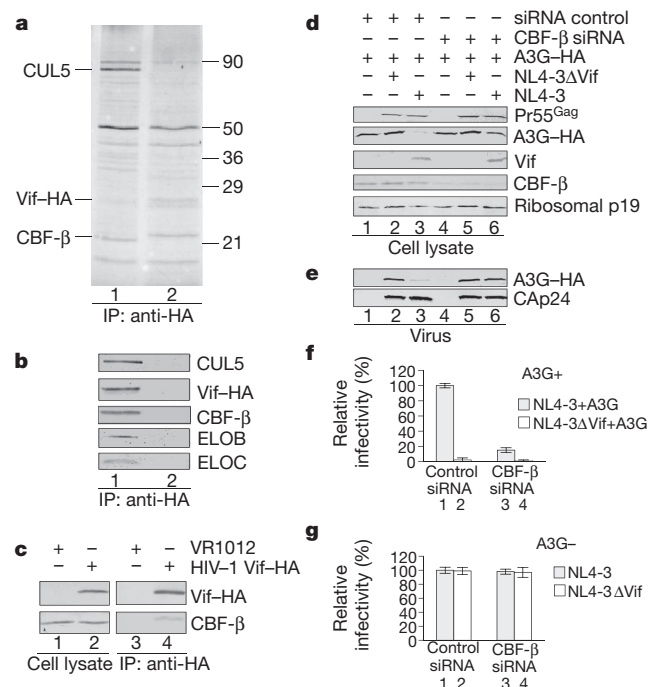 a
CUL5
Vif–HA
CBF-β
90
50
36
29
21
1 2
IP: anti-HA
b
CUL5
Vif–HA
CBF-β
ELOB
ELOC
1 2
IP: anti-HA
c
+ – + – VR1012
– + – + HIV–1 Vif–HA
Vif–HA
CBF-β
1 2 3 4
Cell lysate IP: anti-HA
d
+ + + – – – siRNA control
– – – + + + CBF-β siRNA
+ + + + + + A3G–HA
– + – – + – NL4-3ΔVif
– – + – – + NL4-3
Pr55Gag
A3G–HA
Vif
CBF-β
Ribosomal p19
1 2 3 4 5 6
Cell lysate
e
A3G–HA
CAp24
1 2 3 4 5 6
Virus
f
Relative infectivity (%)
120
100
80
60
40
20
0
A3G+
NL4-3+A3G
NL4-3ΔVif+A3G
Control CBF-β
siRNA siRNA
1 2 3 4
g
Relative infectivity (%)
120
100
80
60
40
20
0
A3G–
NL4-3
NL4-3ΔVif
Control CBF-β
siRNA siRNA
1 2 3 4